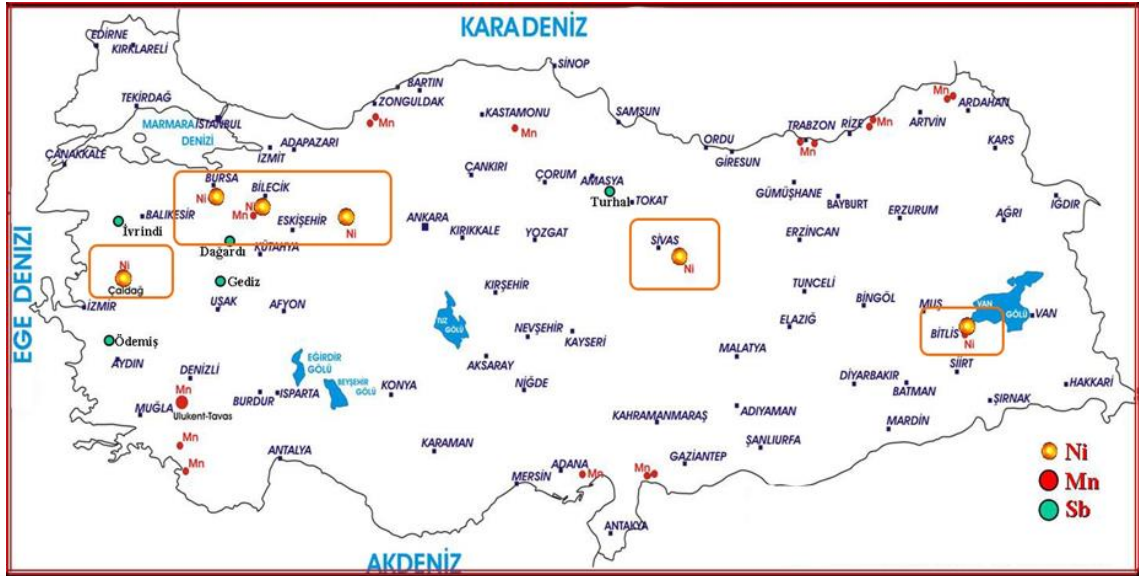 KARADENİZ
EDİRNE
KIRKLARELİ
SİNOP
BARTIN
ZONGULDAK
Mn
KASTAMONU
Mn
SAMSUN
TEKİRDAĞ
İSTANBUL
MARMARA
DENİZİ
ADAPAZARI
İZMİT
ORDU
GİRESUN
TRABZON
Mn
RİZE
Mn
ARTVİN
Mn
ARDAHAN
KARS
ÇANAKKALE
BURSA
Ni
BİLECİK
Ni
Mn
ESKİŞEHİR
Ni
ÇANKIRI
ÇORUM
AMASYA
Turhal
TOKAT
GÜMÜŞHANE
BAYBURT
ERZURUM
AĞRI
IĞDIR
BALIKESİR
İvrindi
Dağardı
KÜTAHYA
ANKARA
KIRIKKALE
YOZGAT
SİVAS
Ni
ERZİNCAN
EGE DENIZI
Ni
Çaldağ
Gediz
İZMİR
UŞAK
AFYON
KIRŞEHİR
TUNCELİ
BİNGÖL
MUŞ
VAN
GÖLÜ
VAN
TUZ
GÖLÜ
NEVŞEHİR
KAYSERİ
ELAZIĞ
BİTLİS
Ni
Ödemiş
AYDIN
DENİZLİ
EĞİRDİR
GÖLÜ
BEYŞEHİR
GÖLÜ
AKSARAY
NİĞDE
MALATYA
SİİRT
DİYARBAKIR
BATMAN
HAKKARİ
ŞIRNAK
Mn
Ulukent-Tavas
MUĞLA
BURDUR
ISPARTA
KONYA
KAHRAMANMARAŞ
ADIYAMAN
MARDİN
Mn
Mn
ANTALYA
KARAMAN
MERSİN
ADANA
Mn
Mn
GAZİANTEP
ŞANLIURFA
ANTAKYA
AKDENİZ
Ni
Mn
Sb